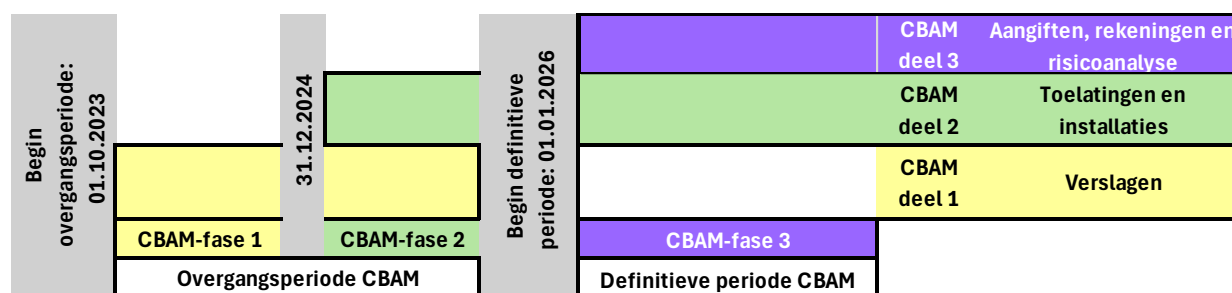 Begin
overgangsperiode:
01.10.2023
31.12.2024
Begin definitieve
periode: 01.01.2026
CBAM
deel 3
Aangiften, rekeningen en
risicoanalyse
CBAM
deel 2
Toelatingen en
installaties
CBAM
deel 1
Verslagen
CBAM-fase 1
CBAM-fase 2
CBAM-fase 3
Overgangsperiode CBAM
Definitieve periode CBAM